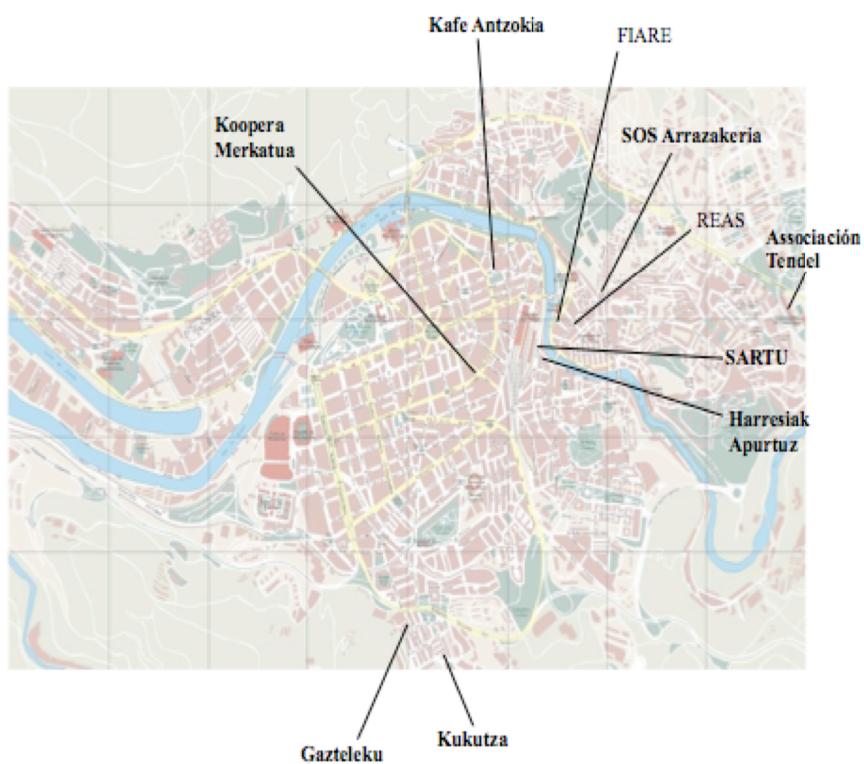 Kafe Antzokia
FIARE
Koopera
Merkatua
SOS Arrazakeria
REAS
Associación
Tendel
SARTU
Harresiak
Apurtuz
Kukutza
Gazteleku